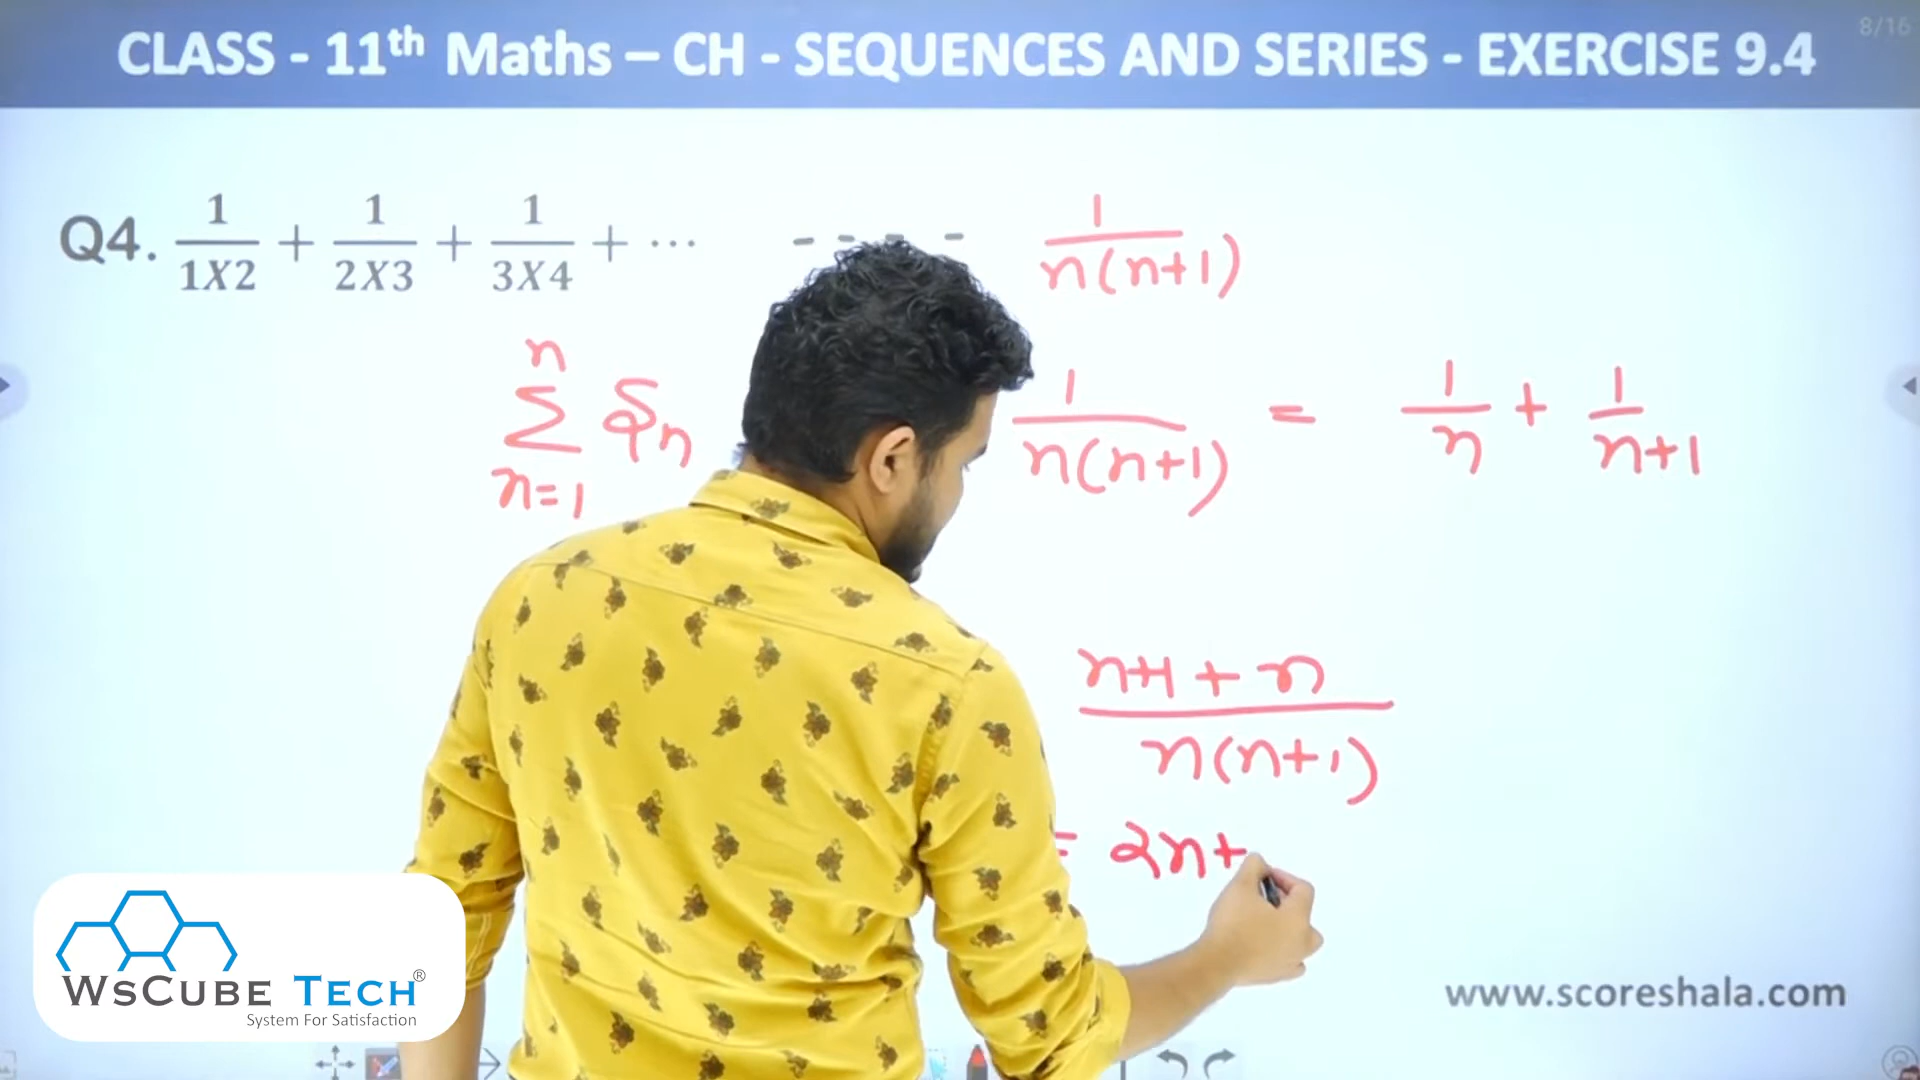 8/16
CLASS - 11th Maths – CH - SEQUENCES AND SERIES - EXERCISE 9.4
Q4. 1/1X2 + 1/2X3 + 1/3X4 + ... - - - - 1/n(n+1)
n
∑ Sn 1/n(n+1) = 1/n + 1/n+1
n=1
n+1 + n
n(n+1)
= 2n+
WSCUBE TECH®
System For Satisfaction
www.scoreshala.com